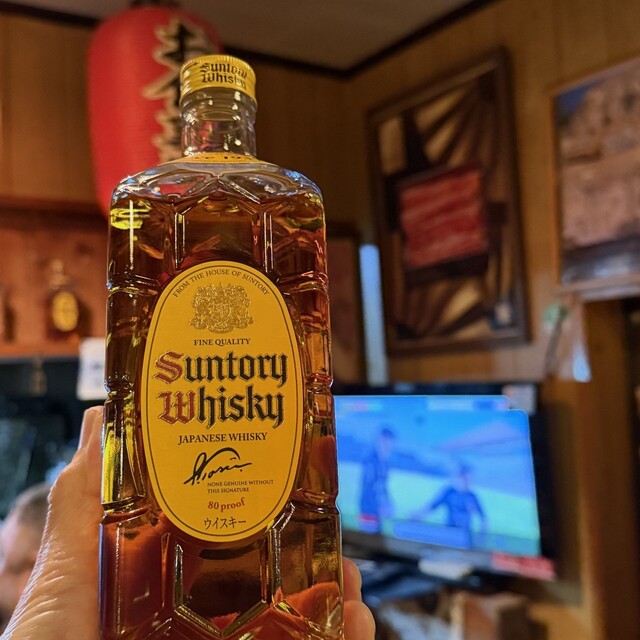 Suntory
Whisky
FROM THE HOUSE OF SUNTORY
FINE QUALITY
Suntory
Whisky
JAPANESE WHISKY
NONE GENUINE WITHOUT
THIS SIGNATURE
80 proof
ウイスキー